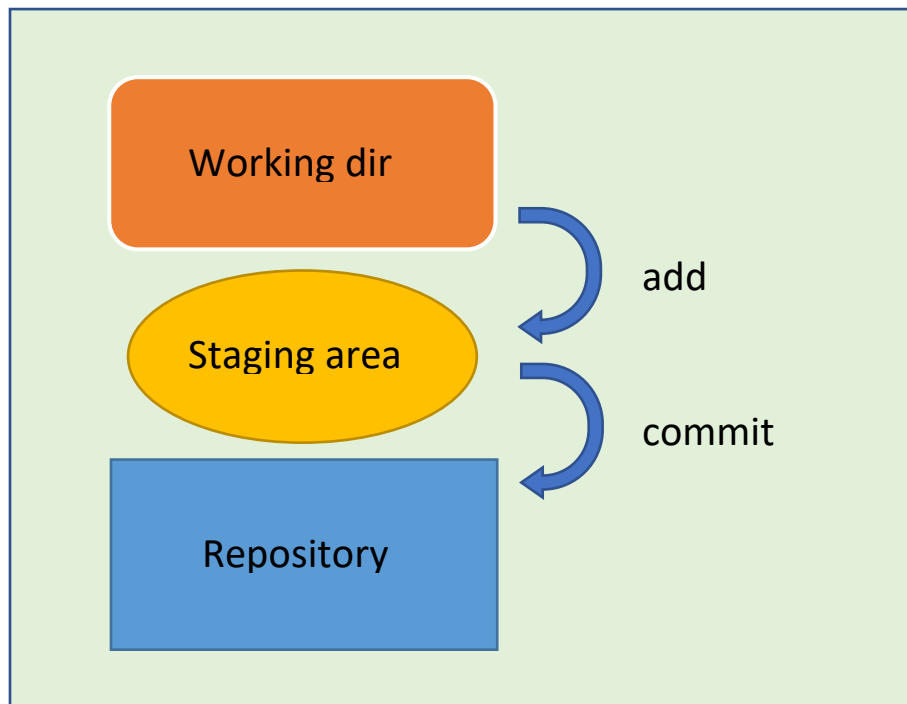 Working dir
add
Staging area
commit
Repository